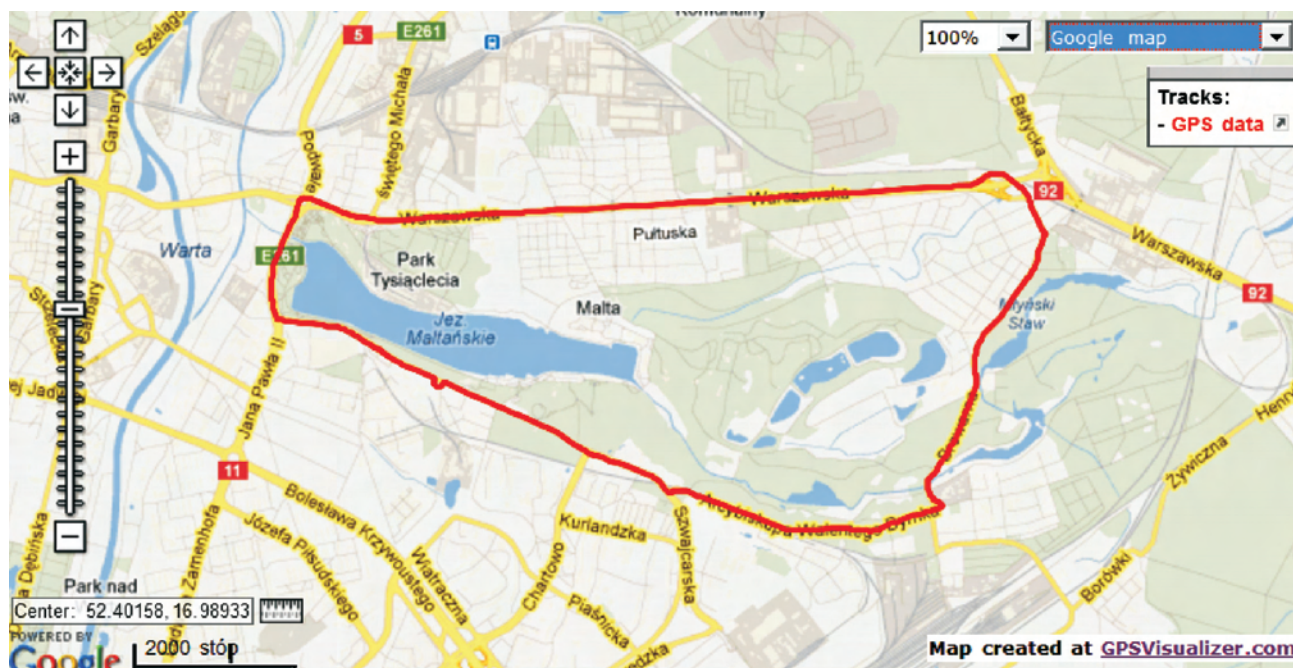 Komunalny
100%
Google map
5
E261
Szeląg
Garbary
Bałtycka
Tracks:
- GPS data
Podwale
świętego Michała
Warszawska
Warszawska
92
Warta
E261
Park
Tysiąclecia
Pułtuska
Warszawska
92
Malta
Jez.
Maltańskie
Młyński
Staw
Garbary
Jana Pawła II
11
Bolesława Krzywoustego
Józefa Piłsudskiego
Wiatraczna
Chartowo
Kurlandzka
Szwajcarska
Piaśnicka
Arcybiskupa Walentego Dymka
Żywiczna
Borówki
Zamenhofa
Dębińska
Park nad
Center: 52.40158, 16.98933
POWERED BY
Google
2000 stóp
Map created at GPSVisualizer.com